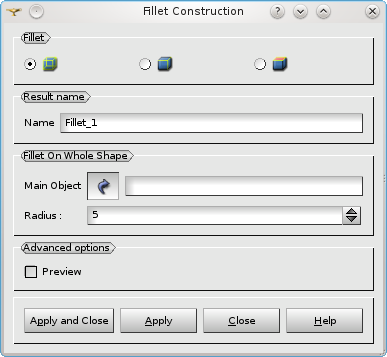 Fillet Construction
Fillet
Result name
Name Fillet_1
Fillet On Whole Shape
Main Object
Radius : 5
Advanced options
Preview
Apply and Close Apply Close Help